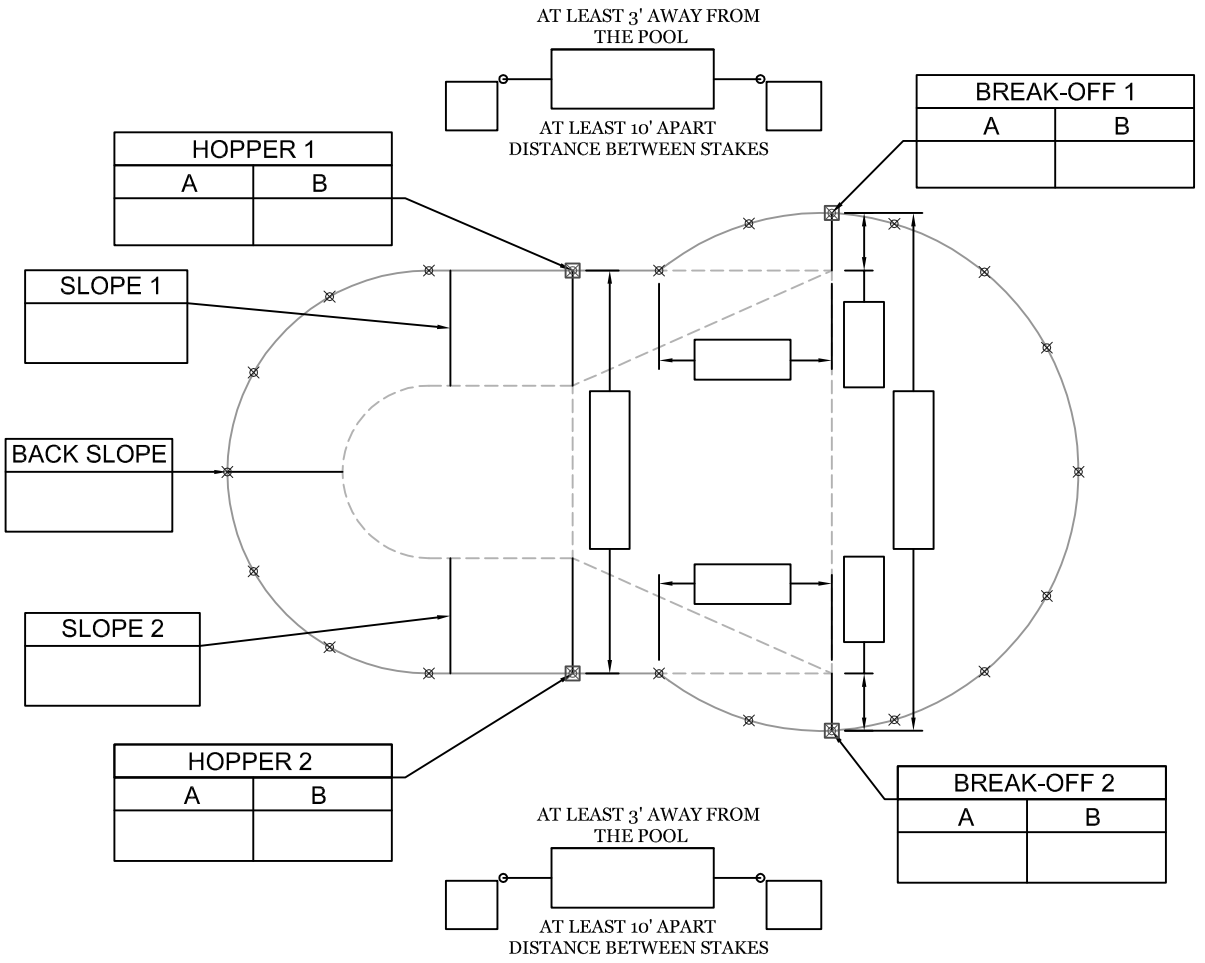 AT LEAST 3' AWAY FROM
THE POOL
AT LEAST 10' APART
DISTANCE BETWEEN STAKES
BREAK-OFF 1
A B
HOPPER 1
A B
SLOPE 1
BACK SLOPE
SLOPE 2
HOPPER 2
A B
BREAK-OFF 2
A B
AT LEAST 3' AWAY FROM
THE POOL
AT LEAST 10' APART
DISTANCE BETWEEN STAKES